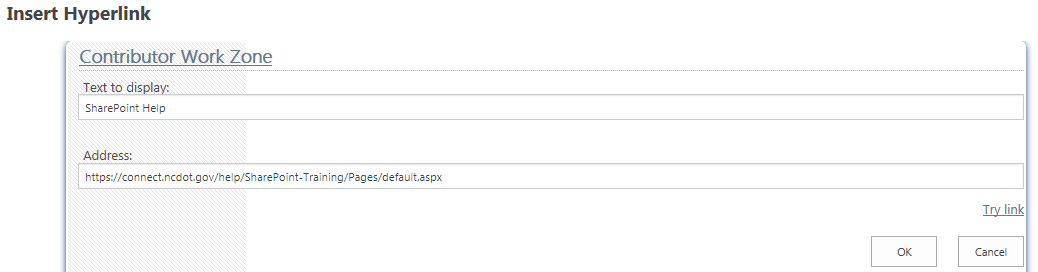 Insert Hyperlink
Contributor Work Zone
Text to display:
SharePoint Help
Address:
https://connect.ncdot.gov/help/SharePoint-Training/Pages/default.aspx
Try link
OK Cancel